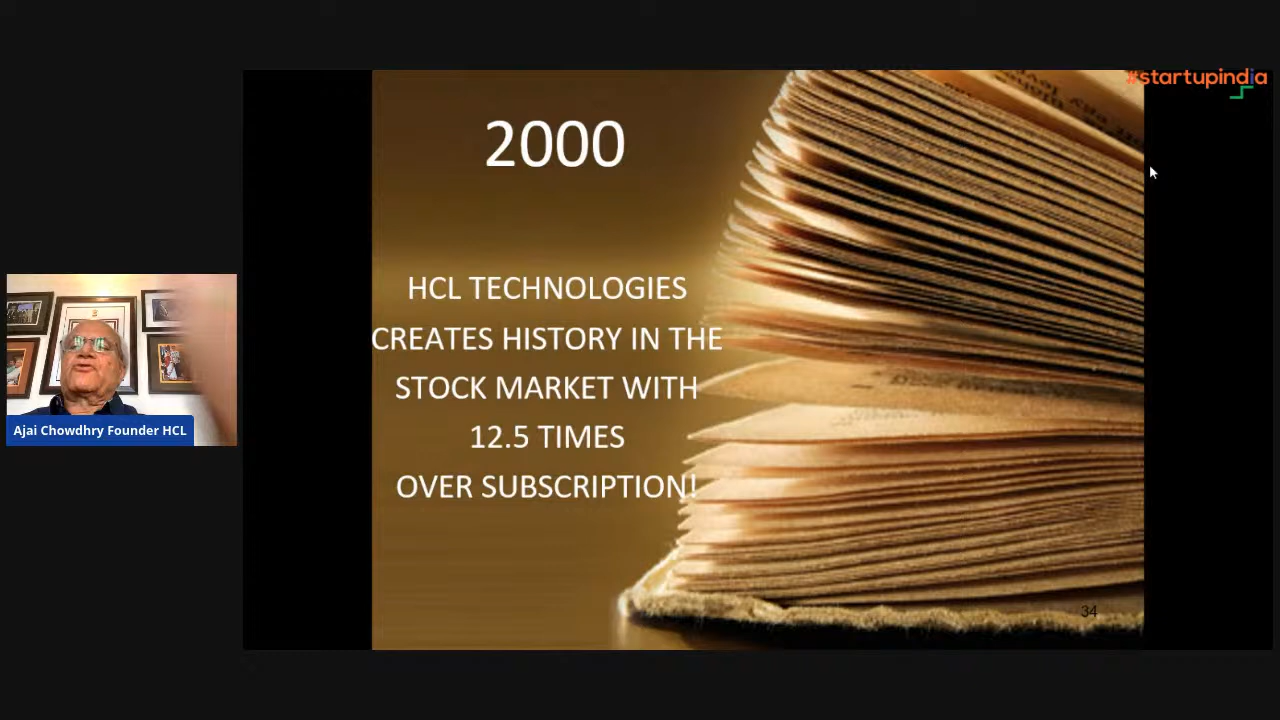 #startupindia
2000
HCL TECHNOLOGIES
CREATES HISTORY IN THE
STOCK MARKET WITH
12.5 TIMES
OVER SUBSCRIPTION!
Ajai Chowdhry Founder HCL
34